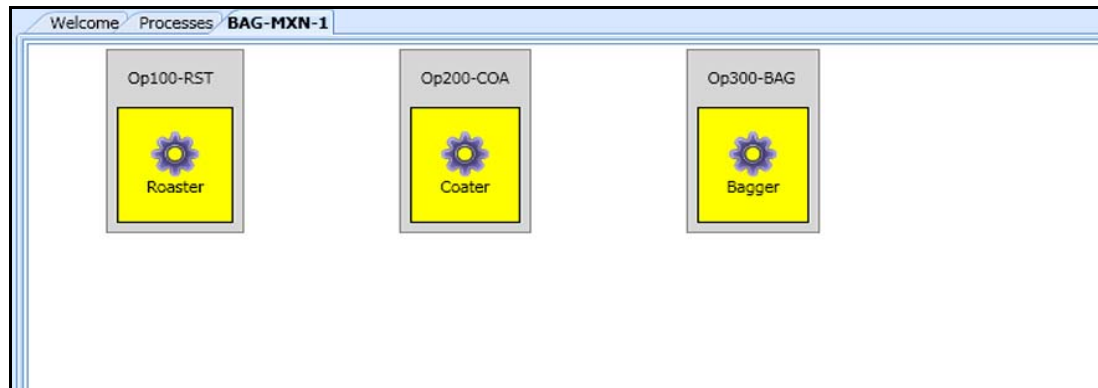 Welcome Processes BAG-MXN-1
Op100-RST Op200-COA Op300-BAG
Roaster Coater Bagger